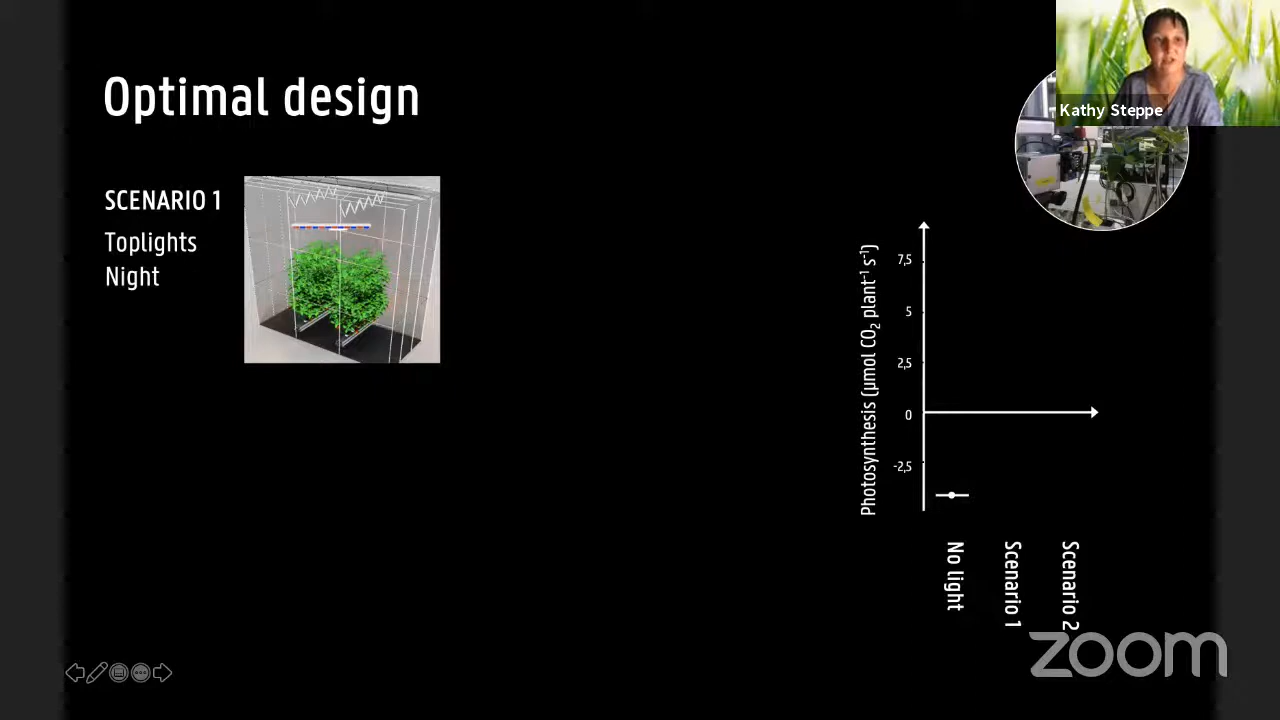 Optimal design
Kathy Steppe
SCENARIO 1
Toplights
Night
Photosynthesis (µmol CO₂ plant⁻¹ s⁻¹)
7,5
5
2,5
0
-2,5
No light
Scenario 1
Scenario 2
zoom